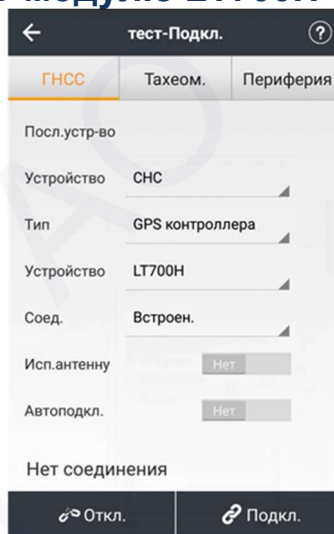 тест-Подкл. ?
ГНСС Тахеом. Периферия
Посл.устр-во
Устройство CHC
Тип GPS контроллера
Устройство LT700H
Соед. Встроен.
Исп.антенну Нет
Автоподкл. Нет
Нет соединения
Откл. Подкл.